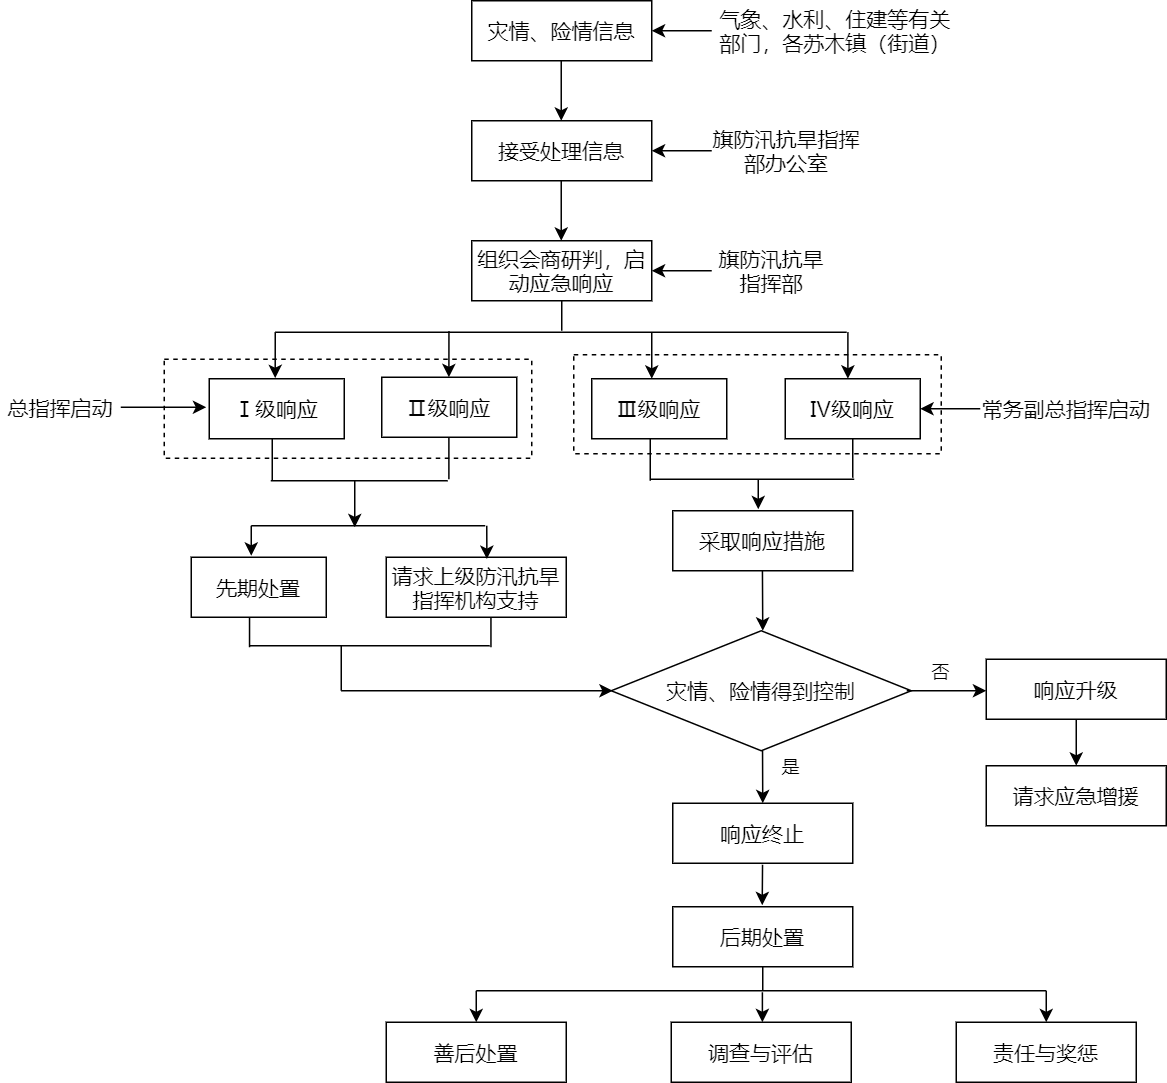 灾情、险情信息
气象、水利、住建等有关
部门，各苏木镇（街道）
接受处理信息
旗防汛抗旱指挥
部办公室
组织会商研判，启
动应急响应
旗防汛抗旱
指挥部
总指挥启动
Ⅰ级响应
Ⅱ级响应
Ⅲ级响应
Ⅳ级响应
常务副总指挥启动
先期处置
请求上级防汛抗旱
指挥机构支持
采取响应措施
灾情、险情得到控制
否
响应升级
是
请求应急增援
响应终止
后期处置
善后处置
调查与评估
责任与奖惩